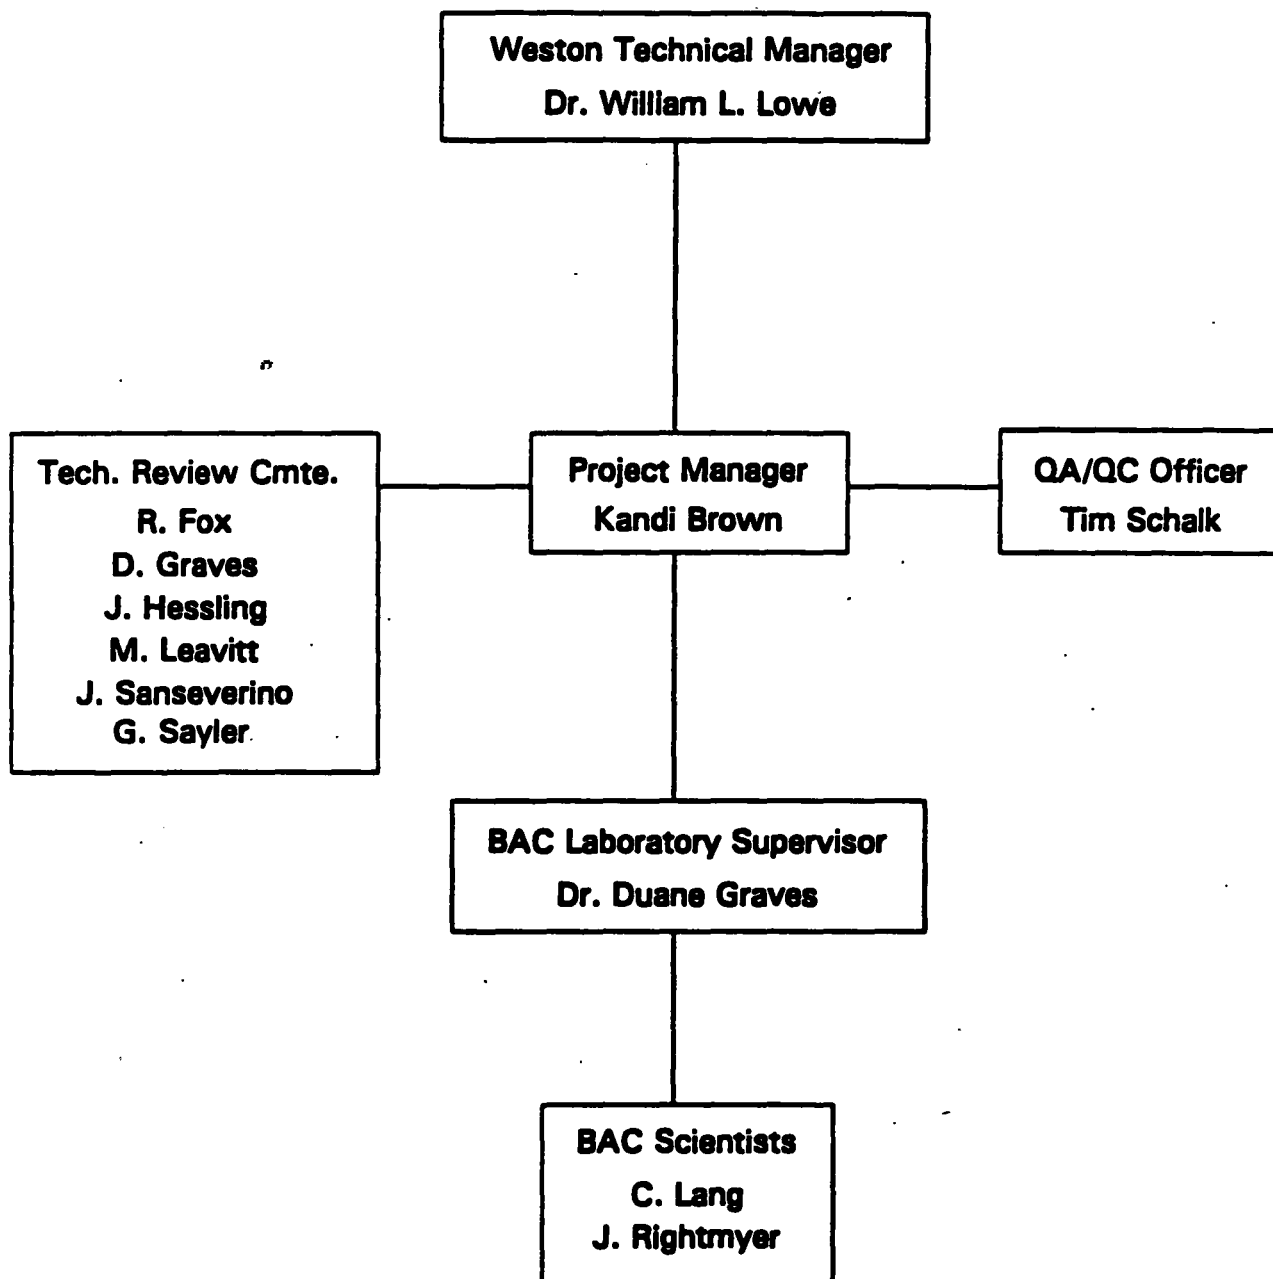 Weston Technical Manager
Dr. William L. Lowe
Tech. Review Cmte.
R. Fox
D. Graves
J. Hessling
M. Leavitt
J. Sanseverino
G. Sayler
Project Manager
Kandi Brown
QA/QC Officer
Tim Schalk
BAC Laboratory Supervisor
Dr. Duane Graves
BAC Scientists
C. Lang
J. Rightmyer